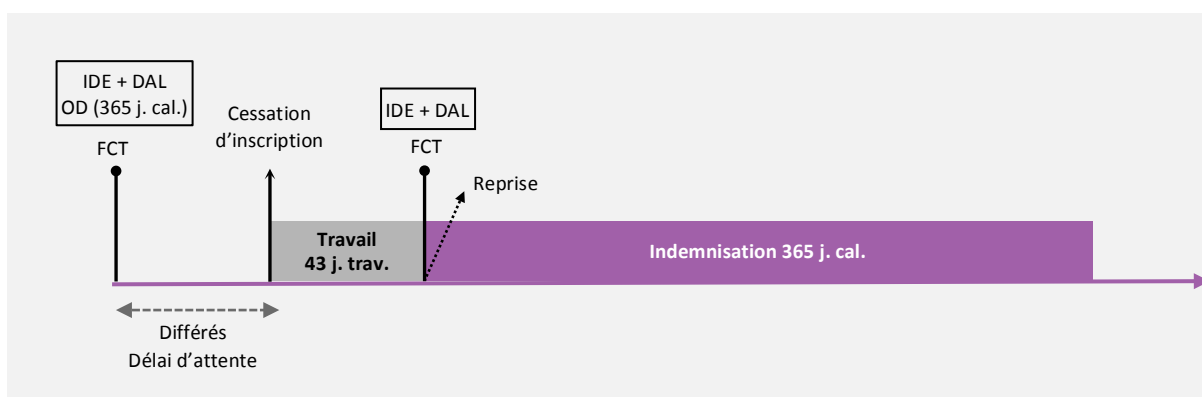 IDE + DAL
OD (365 j. cal.)
FCT
Cessation
d’inscription
IDE + DAL
FCT
Reprise
Travail
43 j. trav.
Indemnisation 365 j. cal.
Différés
Délai d’attente